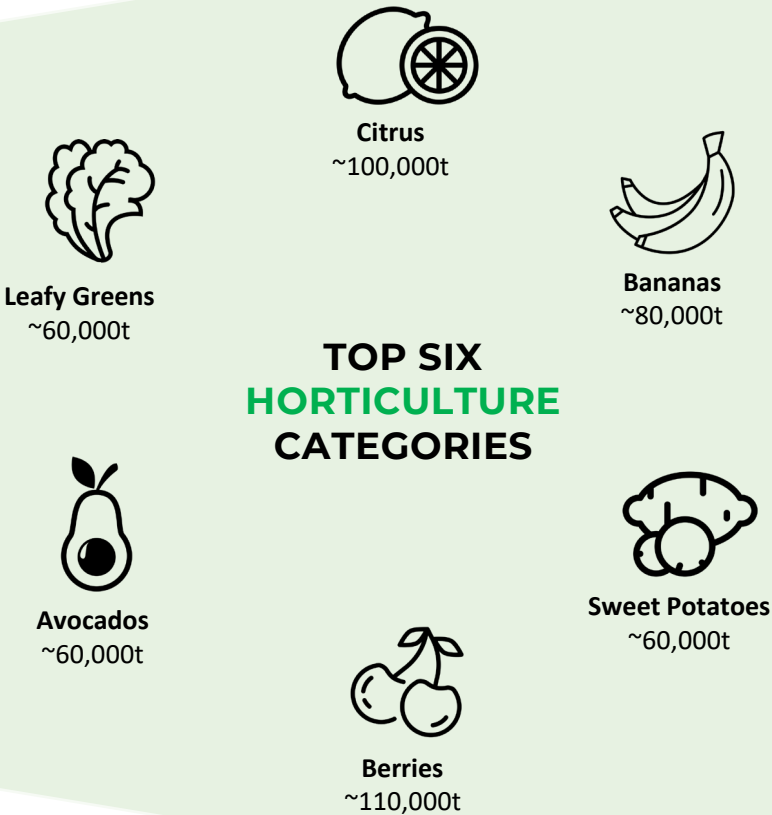 Citrus
~100,000t
Leafy Greens
~60,000t
Bananas
~80,000t
TOP SIX
HORTICULTURE
CATEGORIES
Avocados
~60,000t
Sweet Potatoes
~60,000t
Berries
~110,000t